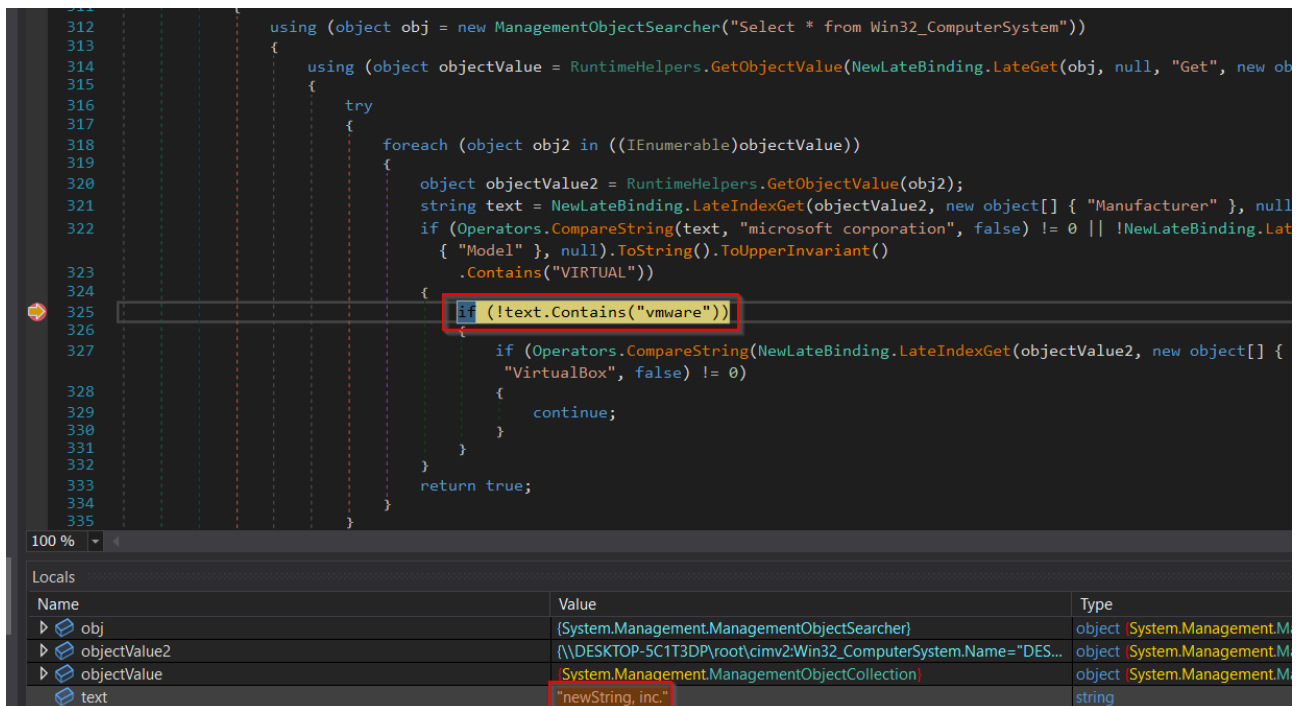 311 {
312 using (object obj = new ManagementObjectSearcher("Select * from Win32_ComputerSystem"))
313 {
314 using (object objectValue = RuntimeHelpers.GetObjectValue(NewLateBinding.LateGet(obj, null, "Get", new ob
315 {
316 try
317 {
318 foreach (object obj2 in ((IEnumerable)objectValue))
319 {
320 object objectValue2 = RuntimeHelpers.GetObjectValue(obj2);
321 string text = NewLateBinding.LateIndexGet(objectValue2, new object[] { "Manufacturer" }, null
322 if (Operators.CompareString(text, "microsoft corporation", false) != 0 || !NewLateBinding.Lat
{ "Model" }, null).ToString().ToUpperInvariant()
323 .Contains("VIRTUAL"))
324 {
325 if (!text.Contains("vmware"))
326 {
327 if (Operators.CompareString(NewLateBinding.LateIndexGet(objectValue2, new object[] {
"VirtualBox", false) != 0)
328 {
329 continue;
330 }
331 }
332 }
333 return true;
334 }
335 }
100 %
Locals
Name Value Type
obj {System.Management.ManagementObjectSearcher} object {System.Management.Ma
objectValue2 {\\DESKTOP-5C1T3DP\root\cimv2:Win32_ComputerSystem.Name="DES... object {System.Management.Ma
objectValue {System.Management.ManagementObjectCollection} object {System.Management.Ma
text "newString, inc." string